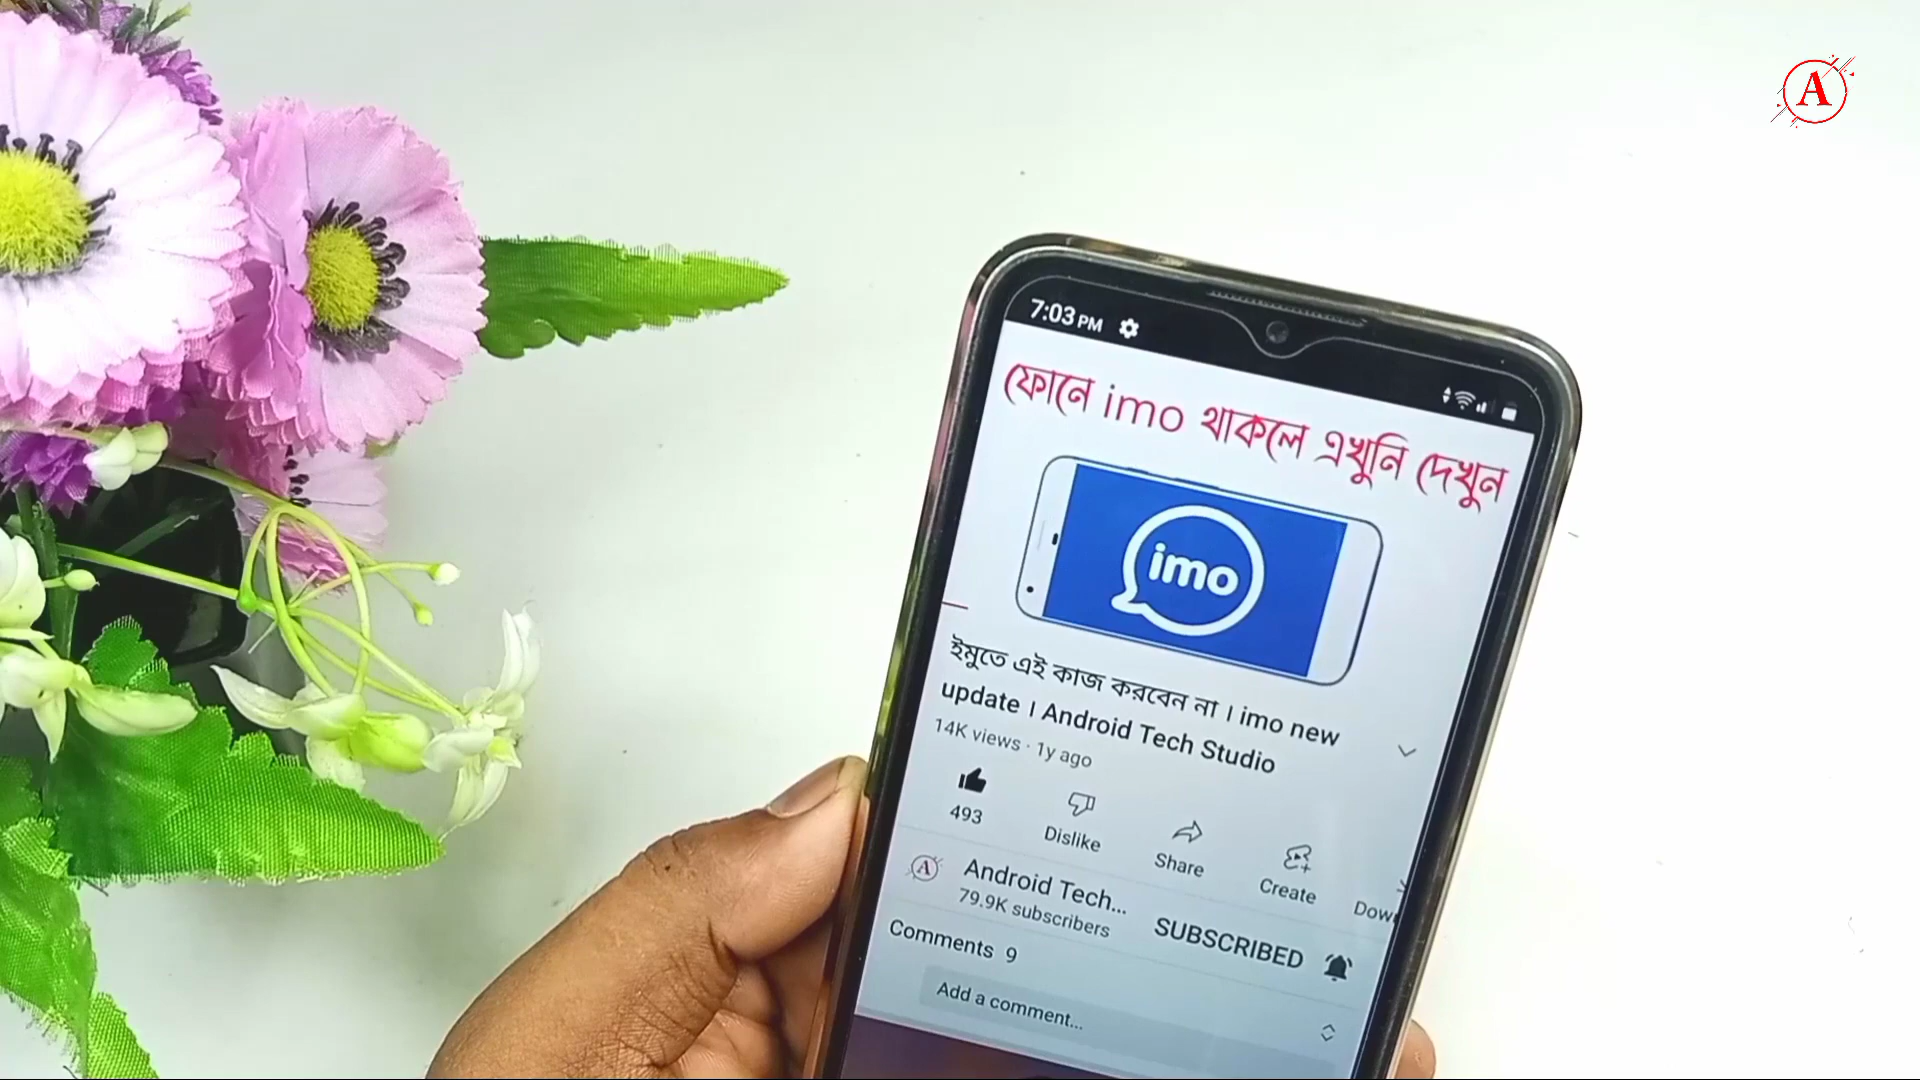 A
7:03 PM
ফোনে imo থাকলে এখুনি দেখুন
imo
ইমুতে এই কাজ করবেন না । imo new
update । Android Tech Studio
14K views · 1y ago
493
Dislike
Share
Create
Down
A
Android Tech...
79.9K subscribers
SUBSCRIBED
Comments 9
Add a comment...